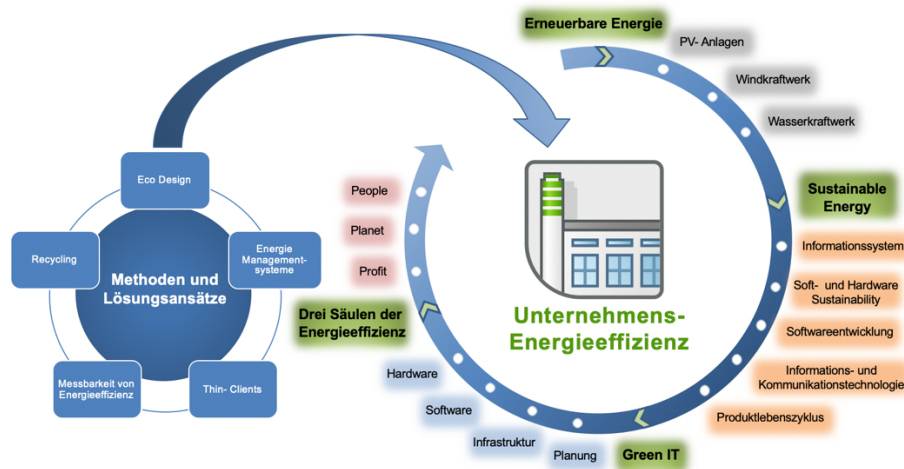 Erneuerbare Energie
PV- Anlagen
Windkraftwerk
Wasserkraftwerk
Sustainable
Energy
Informationssystem
Soft- und Hardware
Sustainability
Softwareentwicklung
Informations- und
Kommunikationstechnologie
Produktlebenszyklus
Green IT
Planung
Infrastruktur
Software
Hardware
Drei Säulen der
Energieeffizienz
Profit
Planet
People
Unternehmens-
Energieeffizienz
Methoden und
Lösungsansätze
Eco Design
Energie
Management-
systeme
Thin- Clients
Messbarkeit von
Energieeffizienz
Recycling